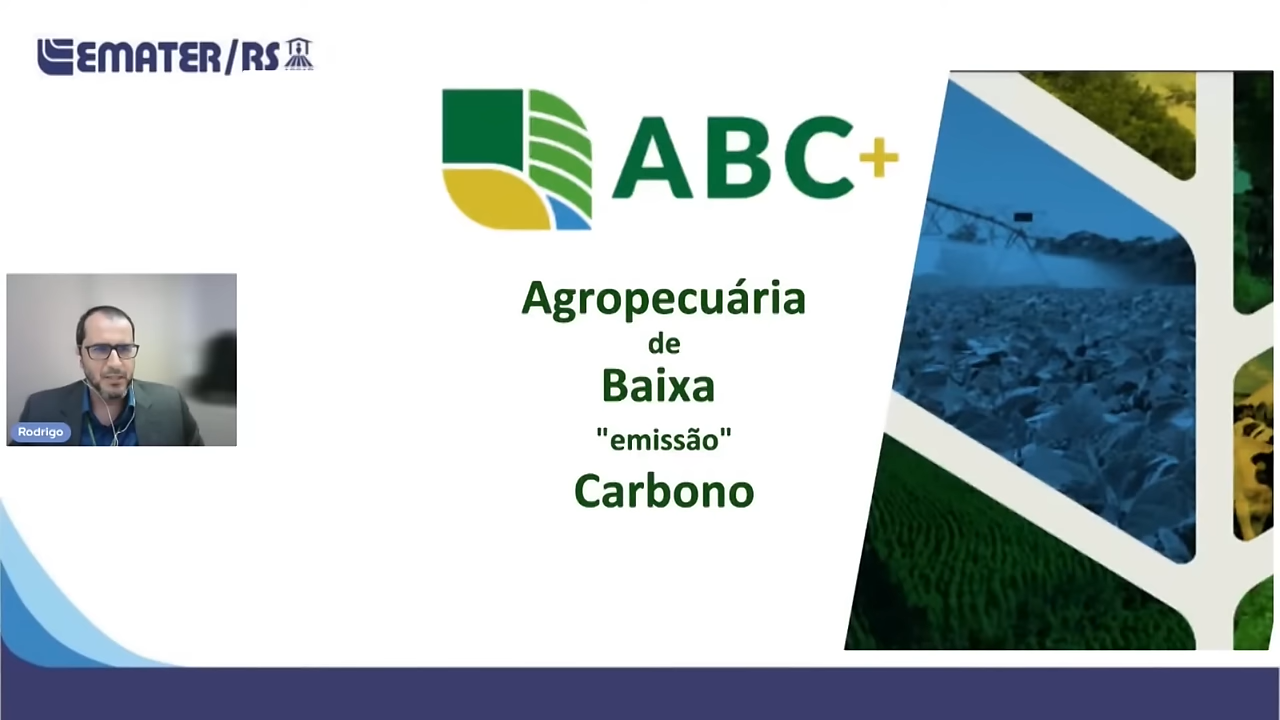 EMATER/RS
ABC+
Agropecuária
de
Baixa
"emissão"
Carbono
Rodrigo